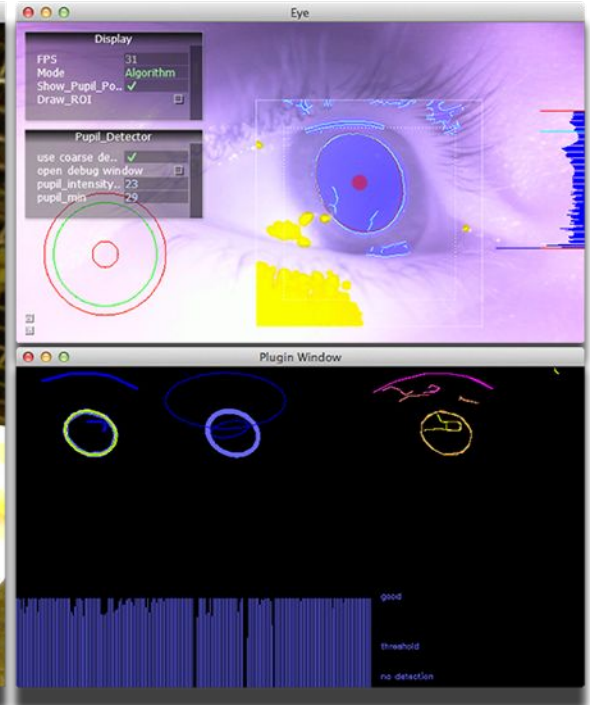 Eye
Display
FPS 31
Mode Algorithm
Show_Pupil_Po..
Draw_ROI
Pupil_Detector
use coarse de..
open debug window
pupil_intensity.. 23
pupil_min 29
Plugin Window
good
threshold
no detection